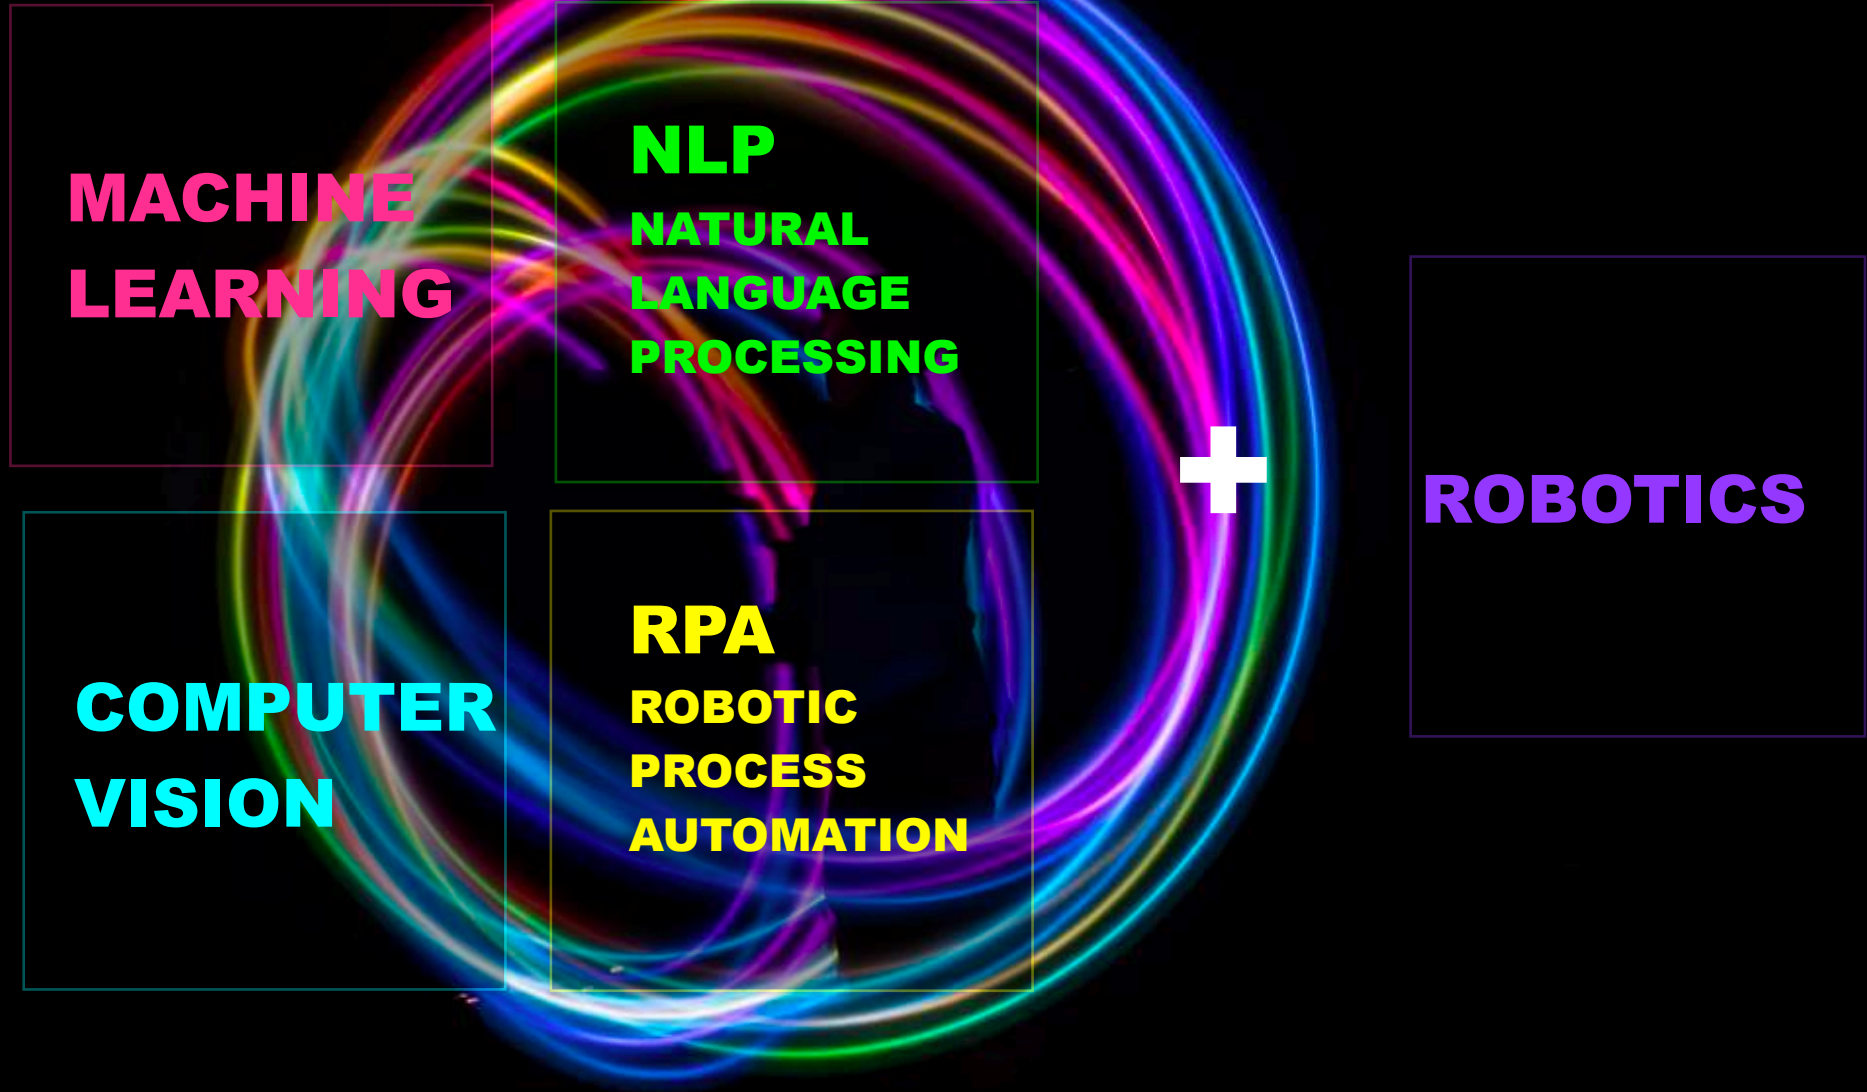 MACHINE
LEARNING
NLP
NATURAL
LANGUAGE
PROCESSING
COMPUTER
VISION
RPA
ROBOTIC
PROCESS
AUTOMATION
+
ROBOTICS